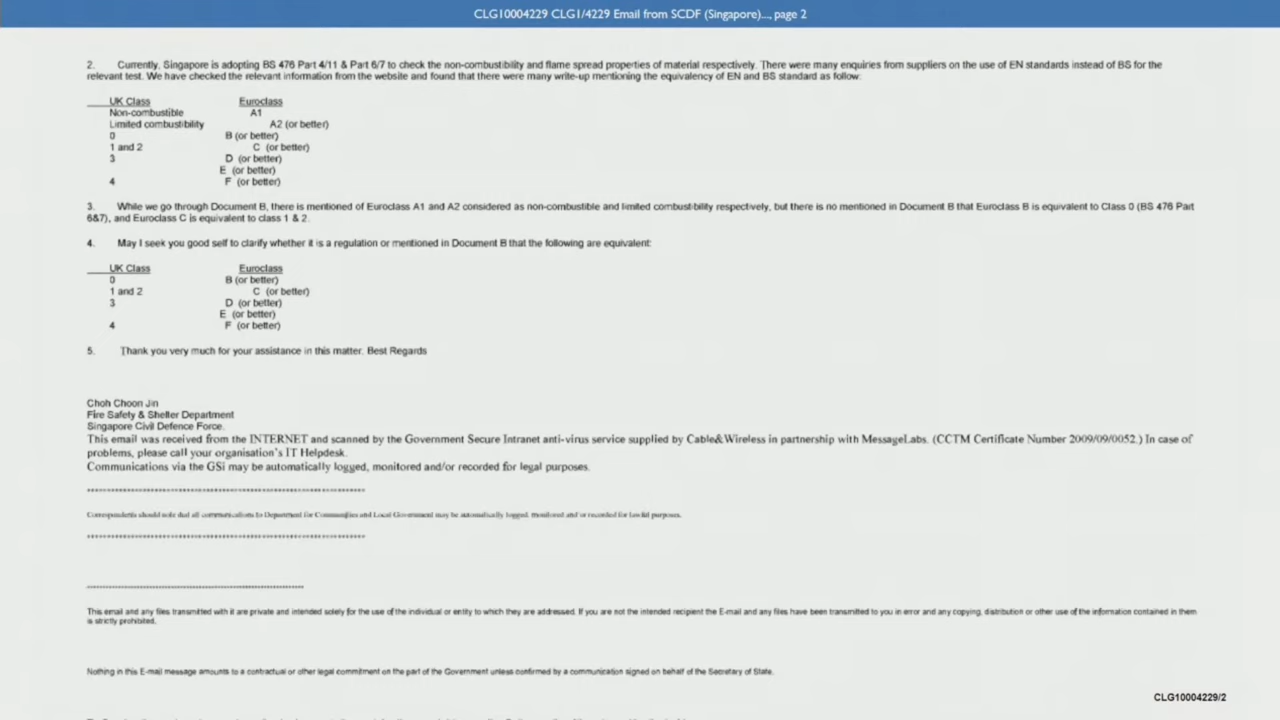 CLG10004229 CLG1/4229 Email from SCDF (Singapore)..., page 2
2. Currently, Singapore is adopting BS 476 Part 4/11 & Part 6/7 to check the non-combustibility and flame spread properties of material respectively. There were many enquiries from suppliers on the use of EN standards instead of BS for the
relevant test. We have checked the relevant information from the website and found that there were many write-up mentioning the equivalency of EN and BS standard as follow:
UK Class Euroclass
Non-combustible A1
Limited combustibility A2 (or better)
0 B (or better)
1 and 2 C (or better)
3 D (or better)
E (or better)
4 F (or better)
3. While we go through Document B, there is mentioned of Euroclass A1 and A2 considered as non-combustible and limited combustibility respectively, but there is no mentioned in Document B that Euroclass B is equivalent to Class 0 (BS 476 Part
6&7), and Euroclass C is equivalent to class 1 & 2.
4. May I seek you good self to clarify whether it is a regulation or mentioned in Document B that the following are equivalent:
UK Class Euroclass
0 B (or better)
1 and 2 C (or better)
3 D (or better)
E (or better)
4 F (or better)
5. Thank you very much for your assistance in this matter. Best Regards
Choh Choon Jin
Fire Safety & Shelter Department
Singapore Civil Defence Force.
This email was received from the INTERNET and scanned by the Government Secure Intranet anti-virus service supplied by Cable&Wireless in partnership with MessageLabs. (CCTM Certificate Number 2009/09/0052.) In case of
problems, please call your organisation's IT Helpdesk.
Communications via the GSi may be automatically logged, monitored and/or recorded for legal purposes.
Correspondents should note that all communications to Department for Communities and Local Government may be automatically logged, monitored and/or recorded for lawful purposes.
This email and any files transmitted with it are private and intended solely for the use of the individual or entity to which they are addressed. If you are not the intended recipient the E-mail and any files have been transmitted to you in error and any copying, distribution or other use of the information contained in them
is strictly prohibited.
Nothing in this E-mail message amounts to a contractual or other legal commitment on the part of the Government unless confirmed by a communication signed on behalf of the Secretary of State.
CLG10004229/2